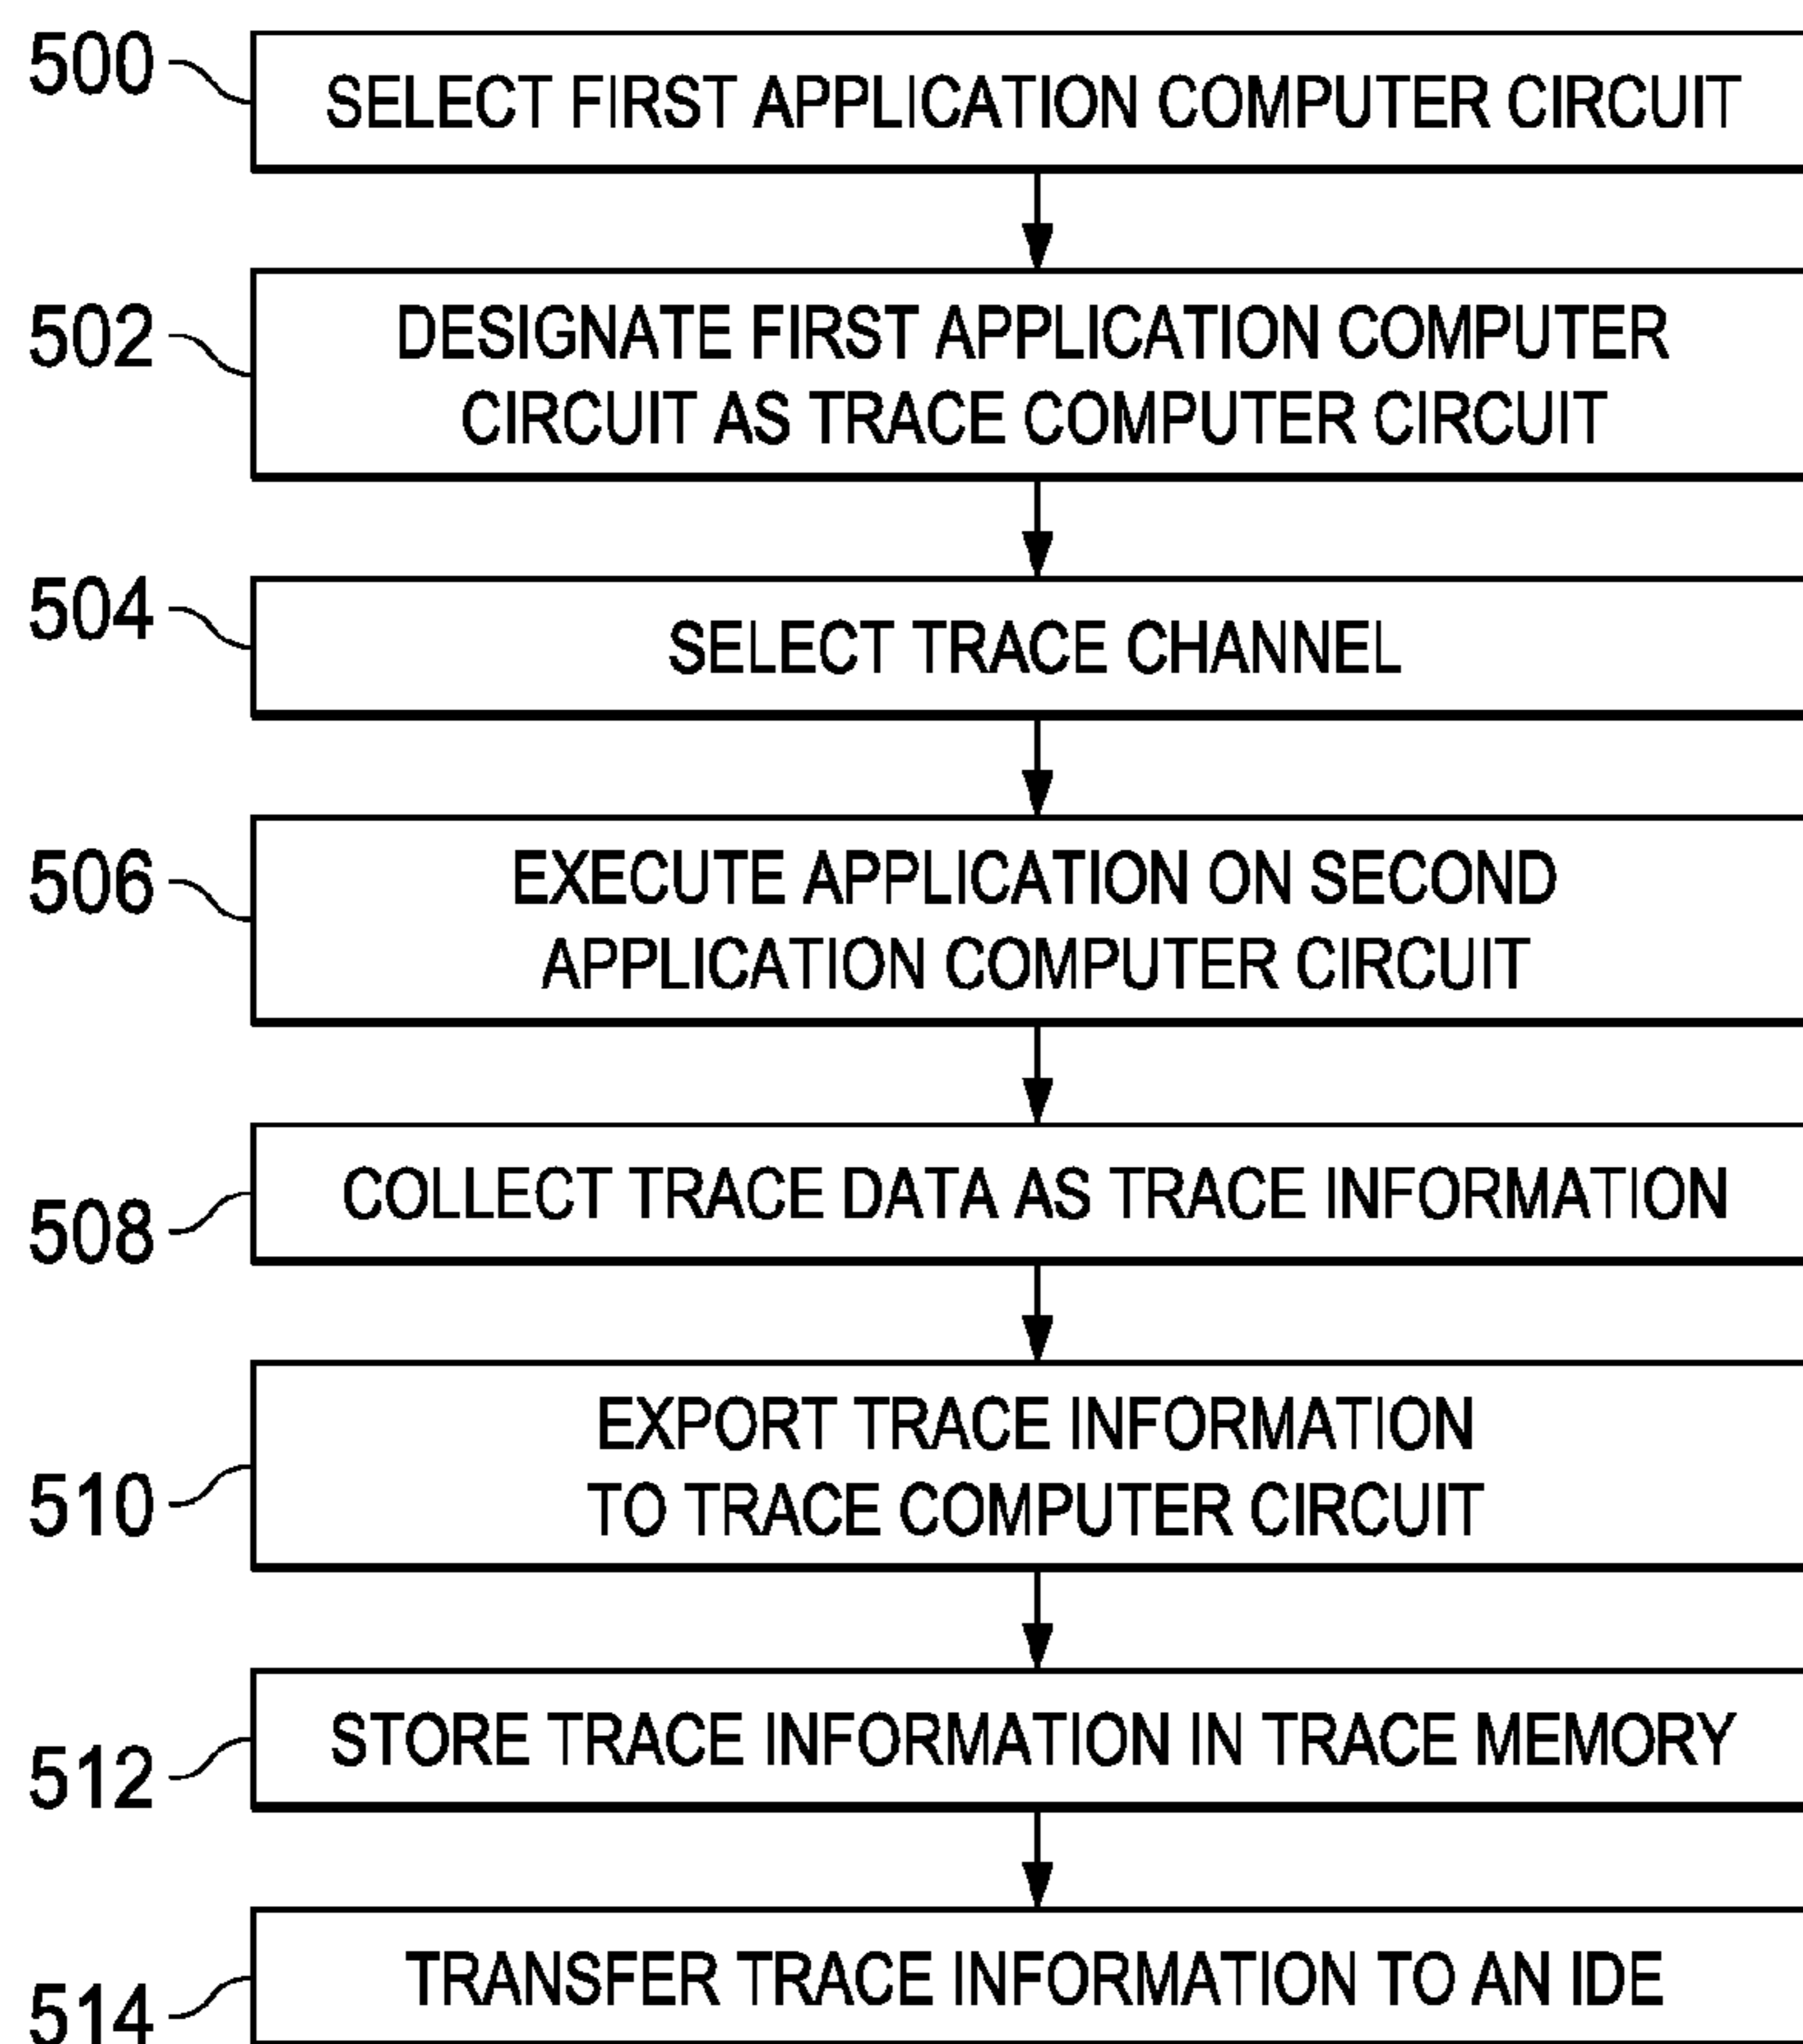 500
SELECT FIRST APPLICATION COMPUTER CIRCUIT
502
DESIGNATE FIRST APPLICATION COMPUTER
CIRCUIT AS TRACE COMPUTER CIRCUIT
504
SELECT TRACE CHANNEL
506
EXECUTE APPLICATION ON SECOND
APPLICATION COMPUTER CIRCUIT
508
COLLECT TRACE DATA AS TRACE INFORMATION
510
EXPORT TRACE INFORMATION
TO TRACE COMPUTER CIRCUIT
512
STORE TRACE INFORMATION IN TRACE MEMORY
514
TRANSFER TRACE INFORMATION TO AN IDE